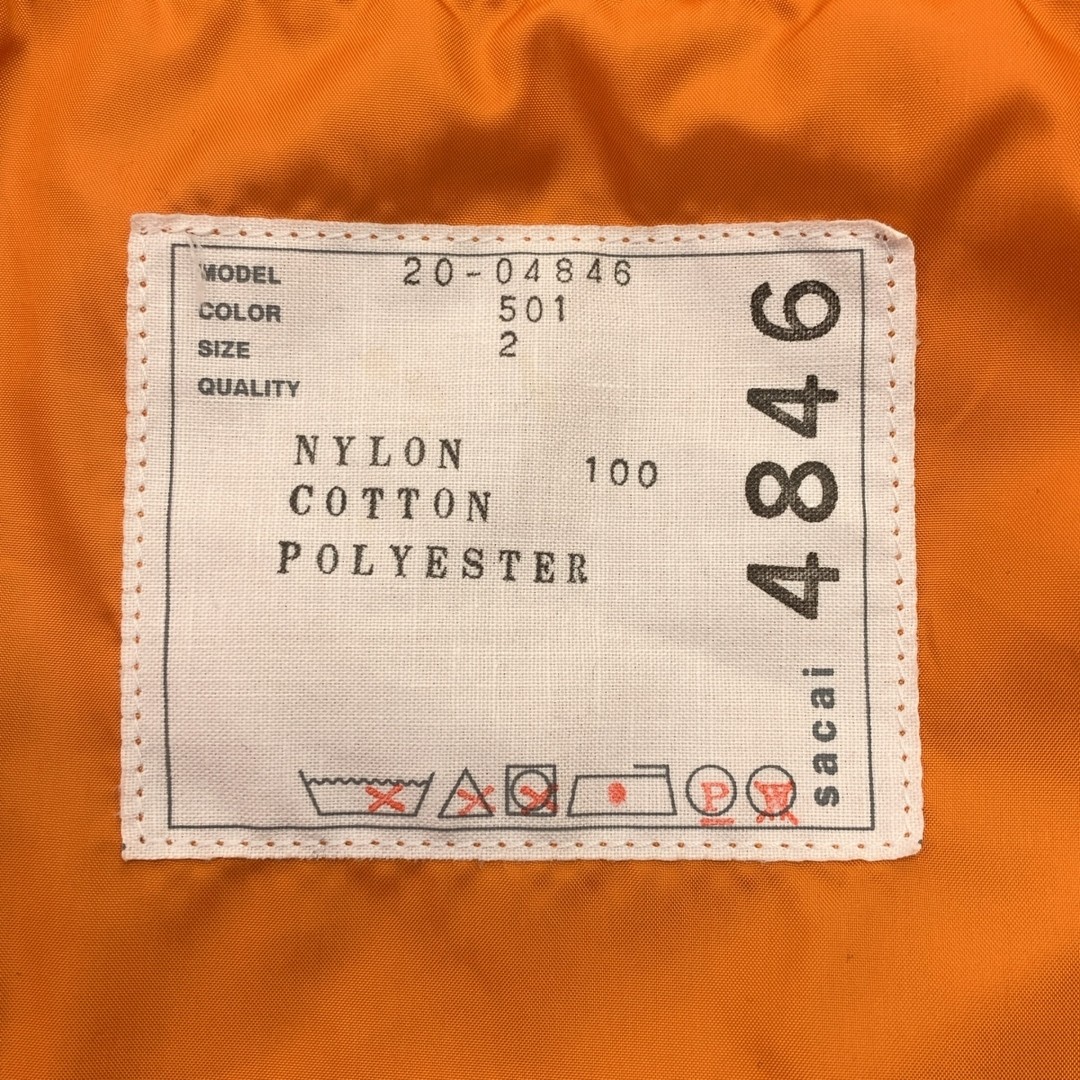 MODEL 20-04846
COLOR 501
SIZE 2
QUALITY
NYLON 100
COTTON
POLYESTER
P W
4846
sacai